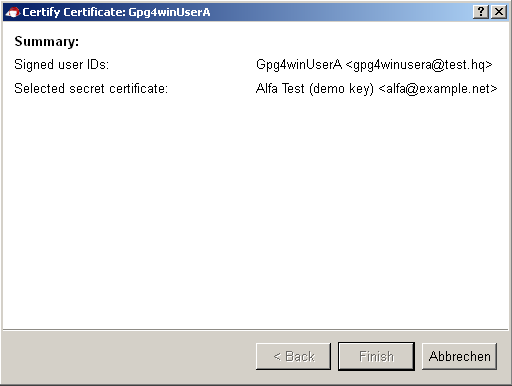 Certify Certificate: Gpg4winUserA
Summary:
Signed user IDs: Gpg4winUserA <gpg4winusera@test.hq>
Selected secret certificate: Alfa Test (demo key) <alfa@example.net>
< Back Finish Abbrechen